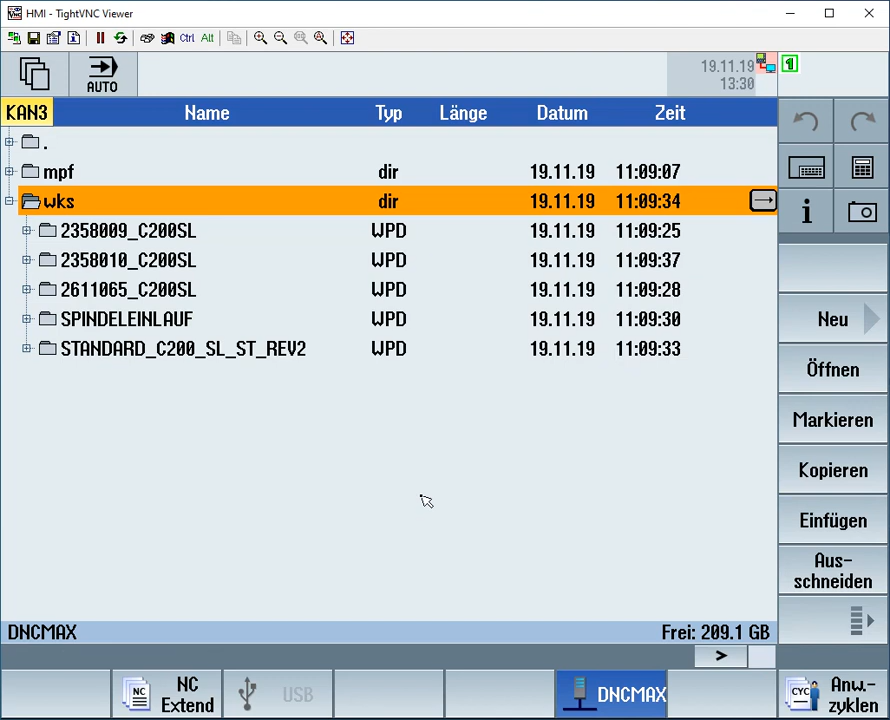 HMI - TightVNC Viewer
Ctrl Alt
AUTO
19.11.19
13:30
KAN3 Name Typ Länge Datum Zeit
.
mpf dir 19.11.19 11:09:07
wks dir 19.11.19 11:09:34
2358009_C200SL WPD 19.11.19 11:09:25
2358010_C200SL WPD 19.11.19 11:09:37
2611065_C200SL WPD 19.11.19 11:09:28
SPINDELEINLAUF WPD 19.11.19 11:09:30
STANDARD_C200_SL_ST_REV2 WPD 19.11.19 11:09:33
Neu
Öffnen
Markieren
Kopieren
Einfügen
Aus-
schneiden
DNCMAX Frei: 209.1 GB
>
NC NC
Extend
USB
DNCMAX
CYC Anw.-
zyklen